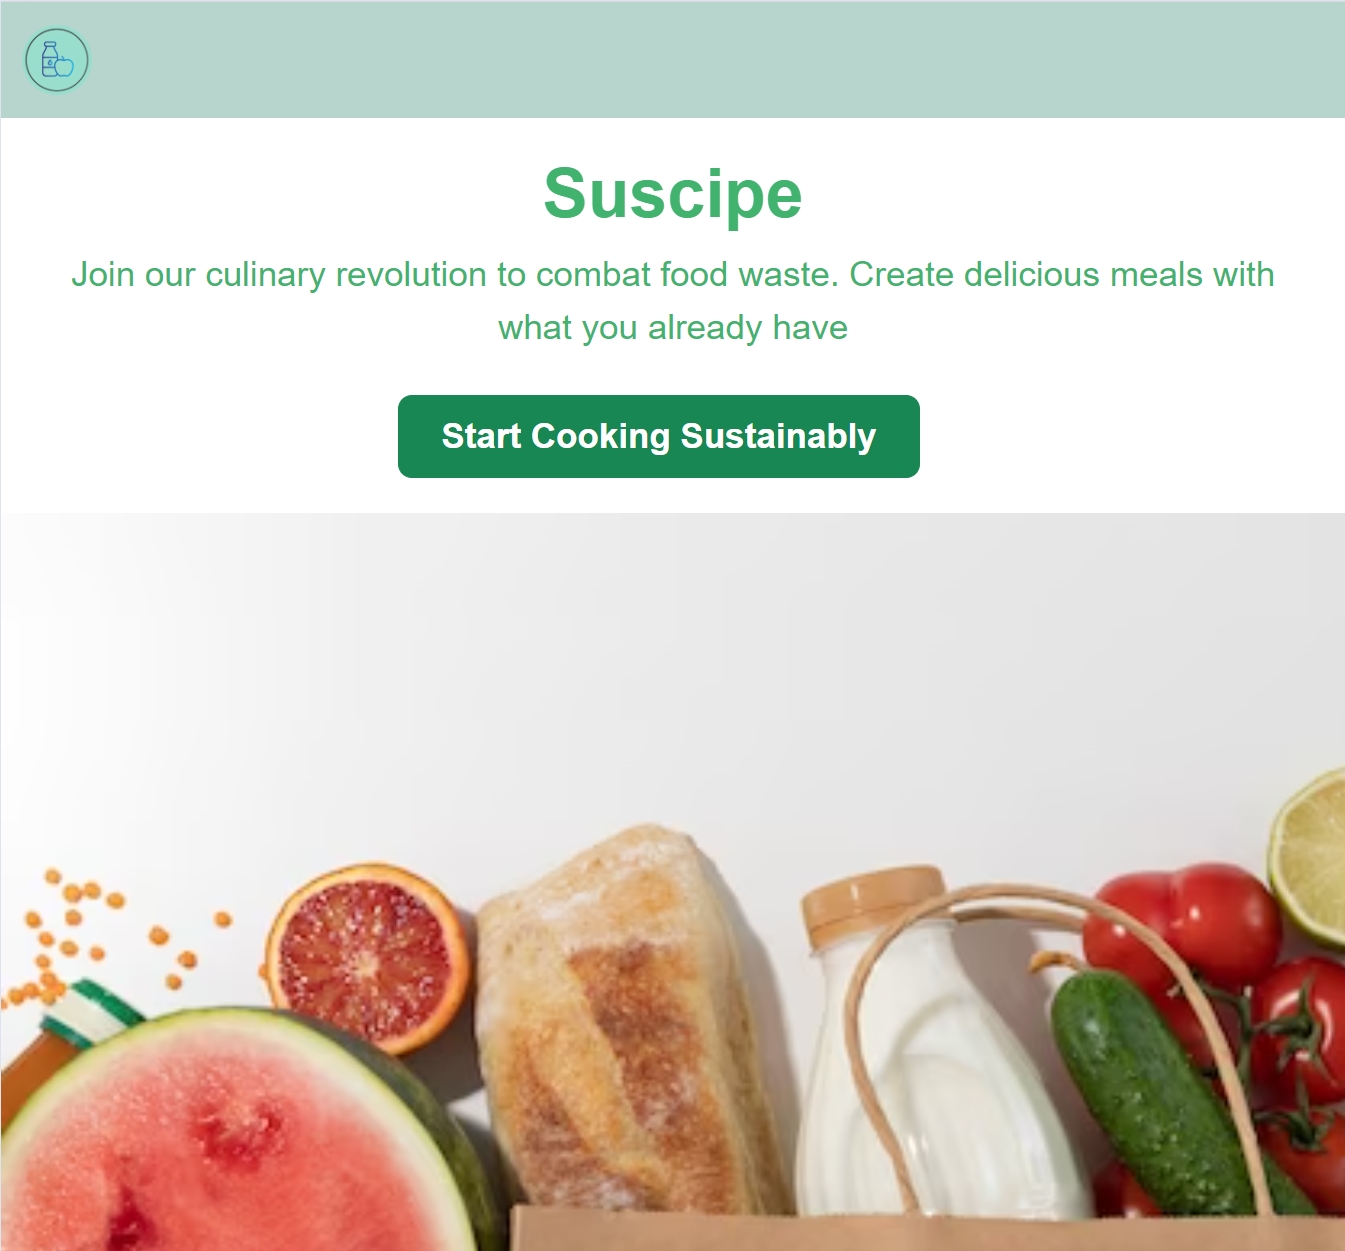 Suscipe
Join our culinary revolution to combat food waste. Create delicious meals with
what you already have
Start Cooking Sustainably